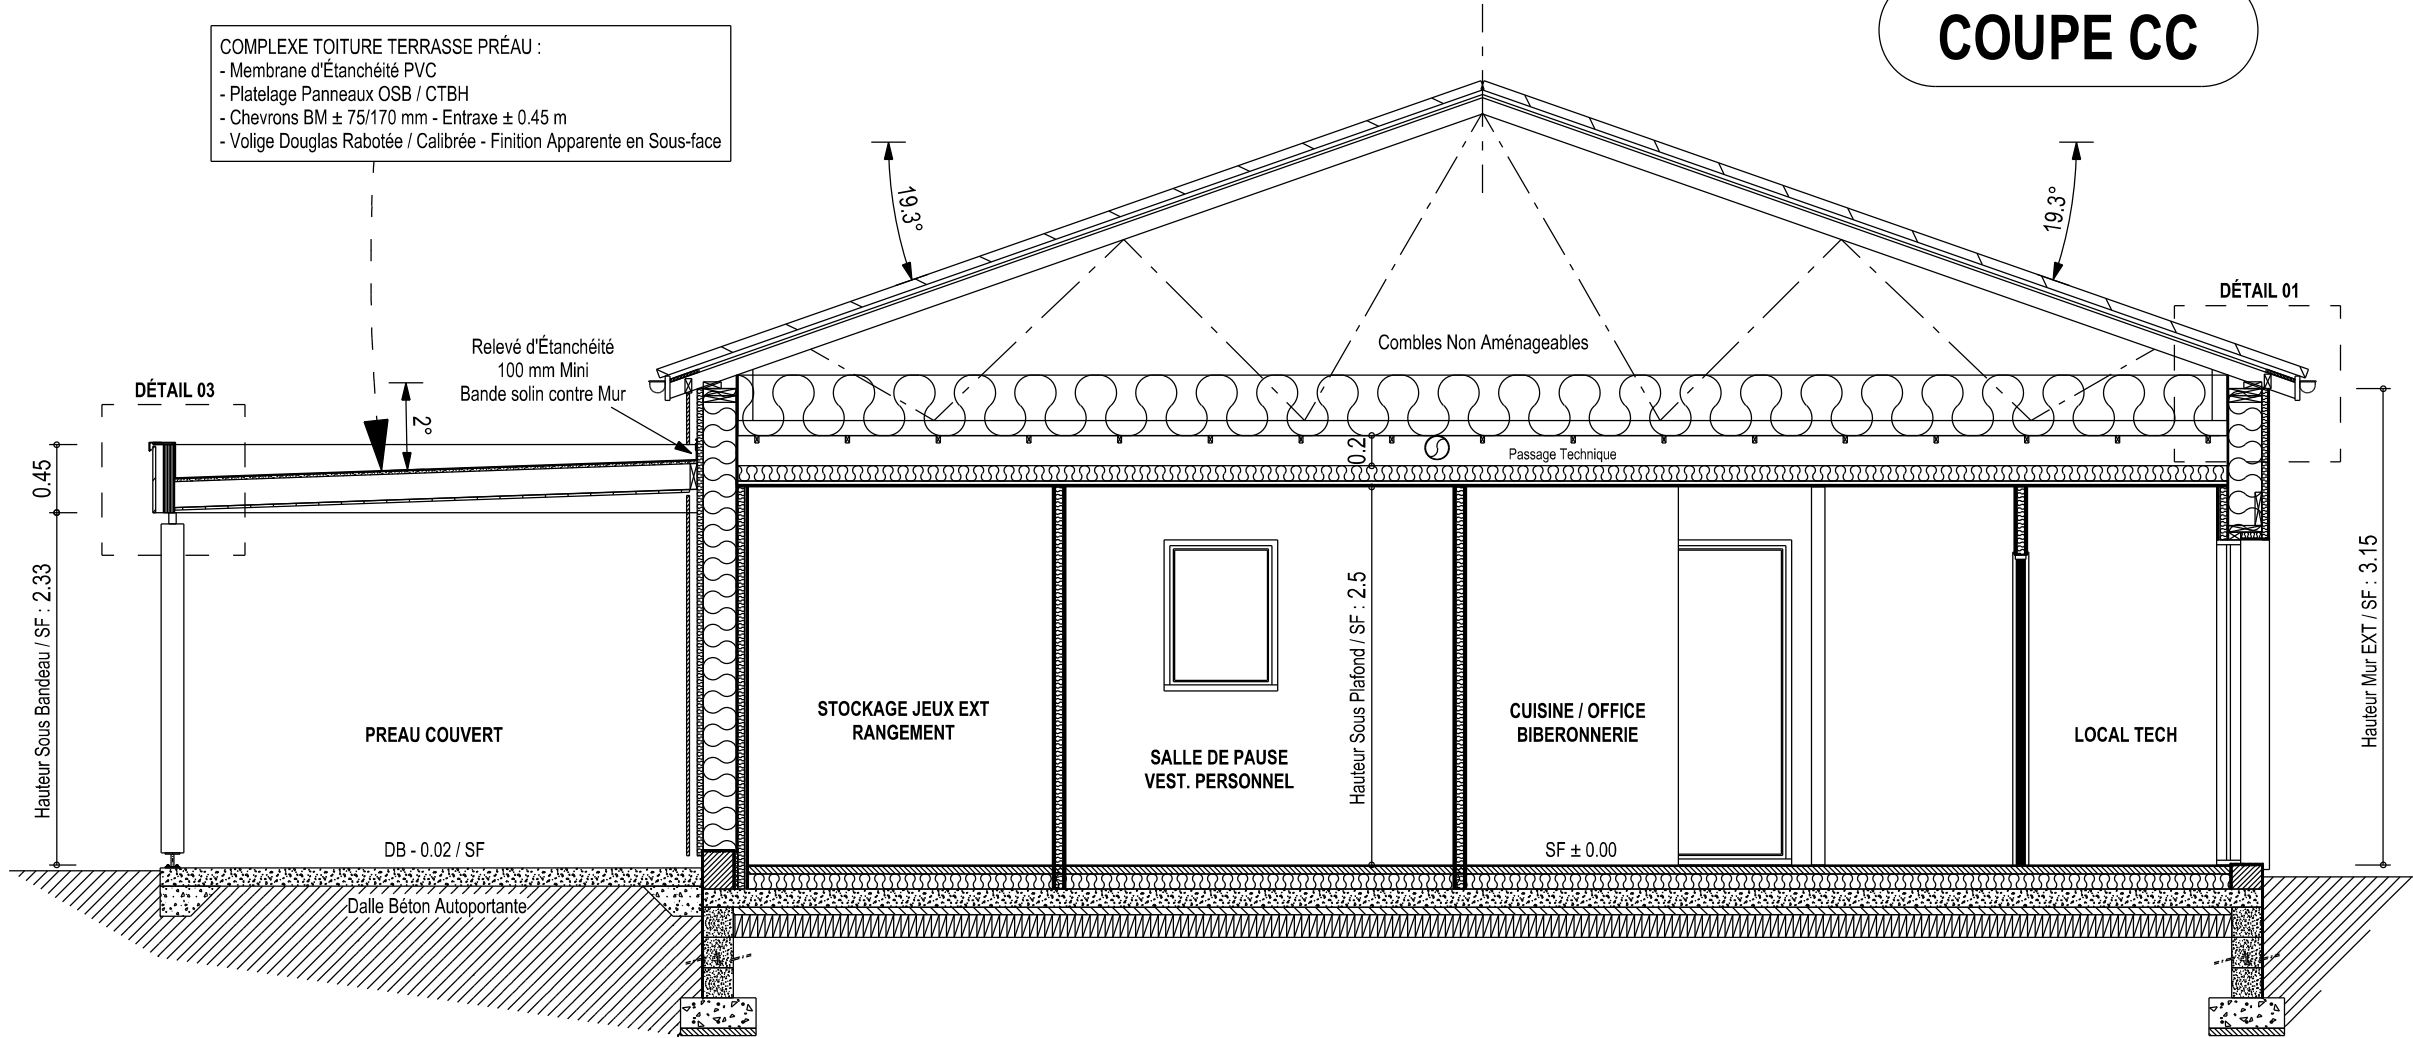 COUPE CC
COMPLEXE TOITURE TERRASSE PRÉAU :
- Membrane d'Étanchéité PVC
- Platelage Panneaux OSB / CTBH
- Chevrons BM ± 75/170 mm - Entraxe ± 0.45 m
- Volige Douglas Rabotée / Calibrée - Finition Apparente en Sous-face
19.3°
19.3°
DÉTAIL 01
Relevé d'Étanchéité
100 mm Mini
Bande solin contre Mur
Combles Non Aménageables
DÉTAIL 03
2°
0.45
0.2
Passage Technique
Hauteur Sous Bandeau / SF : 2.33
Hauteur Sous Plafond / SF : 2.5
Hauteur Mur EXT / SF : 3.15
PREAU COUVERT
STOCKAGE JEUX EXT
RANGEMENT
SALLE DE PAUSE
VEST. PERSONNEL
CUISINE / OFFICE
BIBERONNERIE
LOCAL TECH
DB - 0.02 / SF
SF ± 0.00
Dalle Béton Autoportante